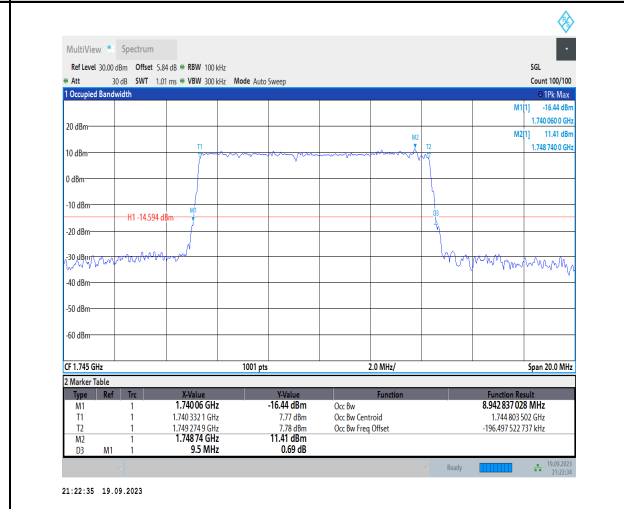 MultiView Spectrum
Ref Level 30.00 dBm Offset 5.84 dB RBW 100 kHz SGL
Att 30 dB SWT 1.01 ms VBW 300 kHz Mode Auto Sweep Count 100/100
1 Occupied Bandwidth 1Pk Max
M1[1] -16.44 dBm
1.740 060 0 GHz
M2[1] 11.41 dBm
1.748 740 0 GHz
20 dBm
M2
T1 T2
10 dBm
0 dBm
-10 dBm
M1 D3
H1 -14.594 dBm
-20 dBm
-30 dBm
-40 dBm
-50 dBm
-60 dBm
CF 1.745 GHz 1001 pts 2.0 MHz/ Span 20.0 MHz
2 Marker Table
Type Ref Trc X-Value Y-Value Function Function Result
M1 1 1.740 06 GHz -16.44 dBm Occ Bw 8.942 837 028 MHz
T1 1 1.740 332 1 GHz 7.77 dBm Occ Bw Centroid 1.744 803 502 GHz
T2 1 1.749 274 9 GHz 7.78 dBm Occ Bw Freq Offset -196.497 522 737 kHz
M2 1 1.748 74 GHz 11.41 dBm
D3 M1 1 9.5 MHz 0.69 dB
Ready 19.09.2023
21:22:34
21:22:35 19.09.2023